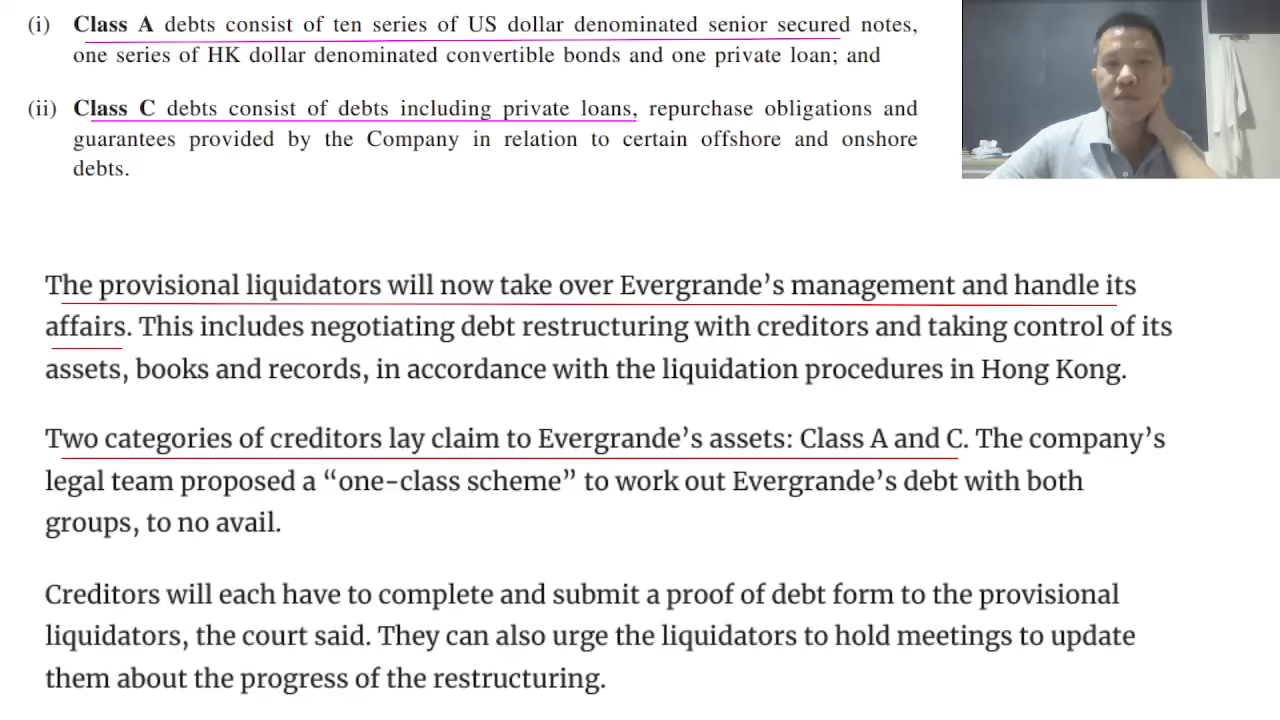 (i) Class A debts consist of ten series of US dollar denominated senior secured notes,
one series of HK dollar denominated convertible bonds and one private loan; and
(ii) Class C debts consist of debts including private loans, repurchase obligations and
guarantees provided by the Company in relation to certain offshore and onshore
debts.
The provisional liquidators will now take over Evergrande’s management and handle its
affairs. This includes negotiating debt restructuring with creditors and taking control of its
assets, books and records, in accordance with the liquidation procedures in Hong Kong.
Two categories of creditors lay claim to Evergrande’s assets: Class A and C. The company’s
legal team proposed a “one-class scheme” to work out Evergrande’s debt with both
groups, to no avail.
Creditors will each have to complete and submit a proof of debt form to the provisional
liquidators, the court said. They can also urge the liquidators to hold meetings to update
them about the progress of the restructuring.